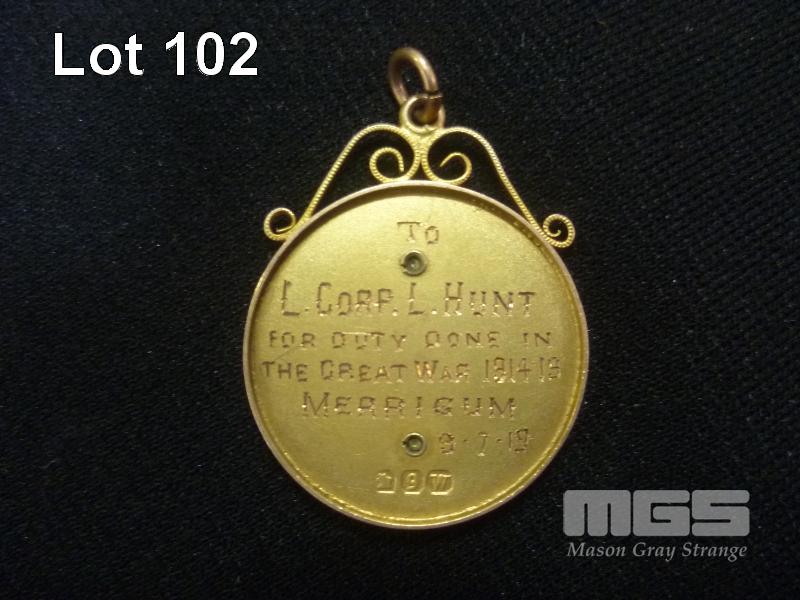 Lot 102
TO
L. CORP. L. HUNT
FOR DUTY DONE IN
THE GREAT WAR 1914 19
MERRIGUM
9·7·19
9 W
MGS
Mason Gray Strange